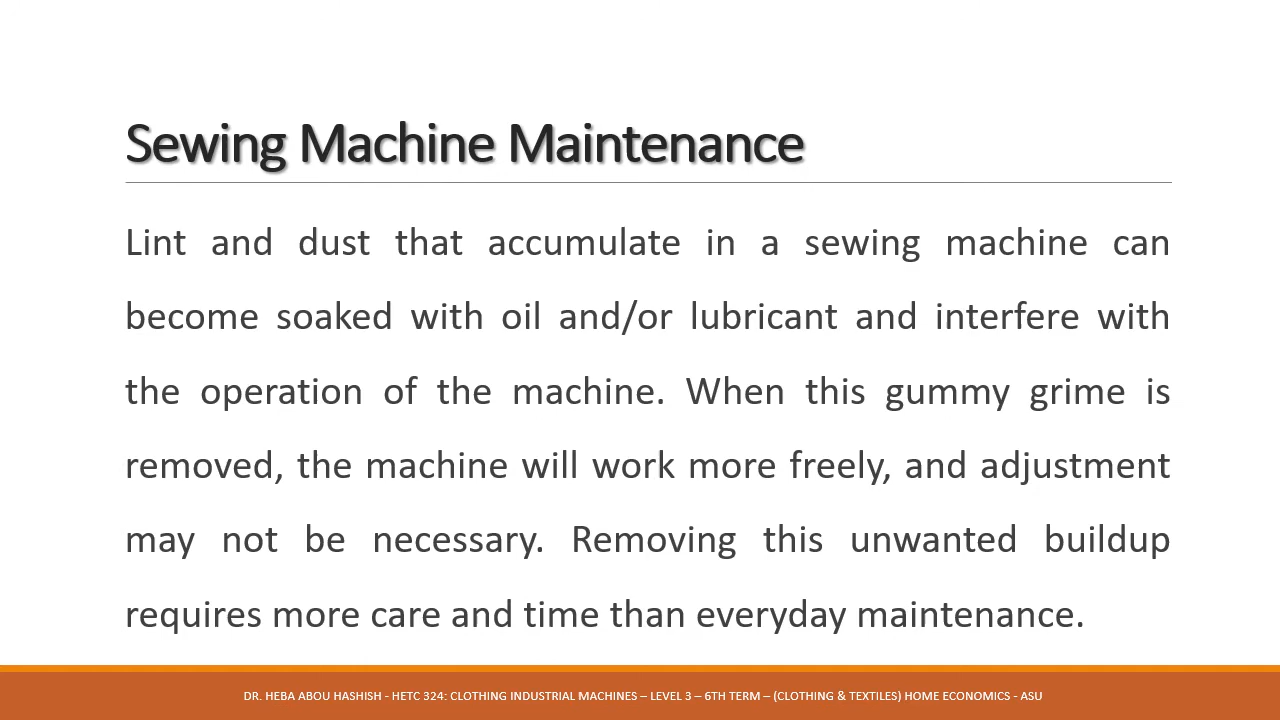 Sewing Machine Maintenance
Lint and dust that accumulate in a sewing machine can
become soaked with oil and/or lubricant and interfere with
the operation of the machine. When this gummy grime is
removed, the machine will work more freely, and adjustment
may not be necessary. Removing this unwanted buildup
requires more care and time than everyday maintenance.
DR. HEBA ABOU HASHISH - HETC 324: CLOTHING INDUSTRIAL MACHINES – LEVEL 3 – 6TH TERM – (CLOTHING & TEXTILES) HOME ECONOMICS - ASU